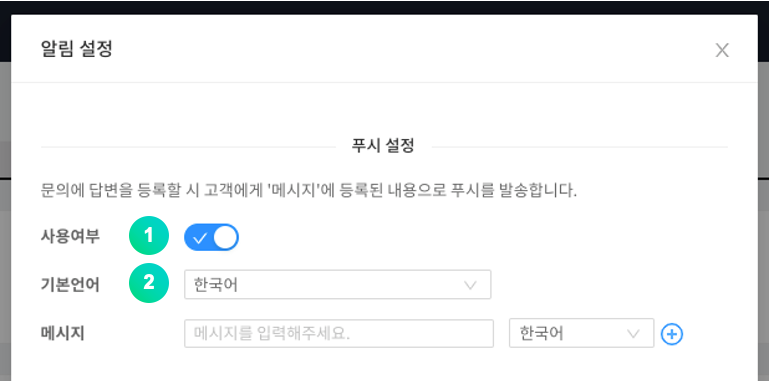 알림 설정
푸시 설정
문의에 답변을 등록할 시 고객에게 '메시지'에 등록된 내용으로 푸시를 발송합니다.
사용여부 1
기본언어 2 한국어
메시지 메시지를 입력해주세요. 한국어